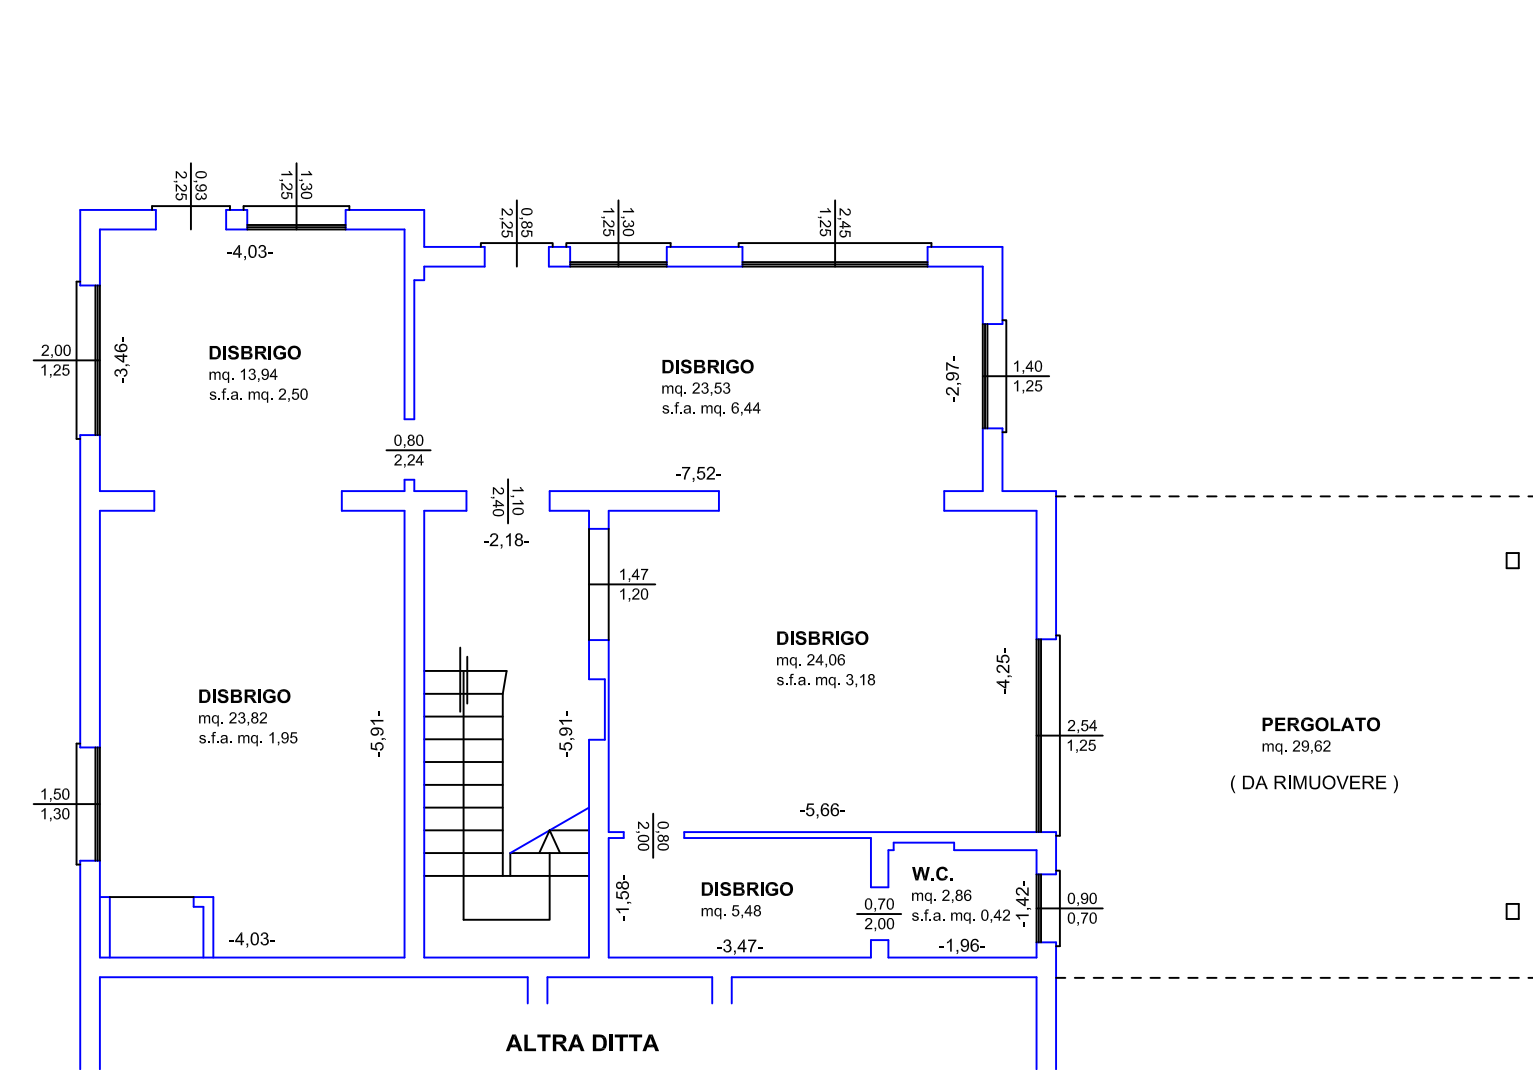 0,93
2,25
1,30
1,25
0,85
2,25
1,30
1,25
2,45
1,25
-4,03-
2,00
1,25
-3,46-
DISBRIGO
mq. 13,94
s.f.a. mq. 2,50
DISBRIGO
mq. 23,53
s.f.a. mq. 6,44
-2,97-
1,40
1,25
0,80
2,24
-7,52-
1,10
2,40
-2,18-
1,47
1,20
DISBRIGO
mq. 24,06
s.f.a. mq. 3,18
-4,25-
DISBRIGO
mq. 23,82
s.f.a. mq. 1,95
-5,91-
-5,91-
2,54
1,25
PERGOLATO
mq. 29,62
( DA RIMUOVERE )
1,50
1,30
-5,66-
0,80
2,00
-1,58-
DISBRIGO
mq. 5,48
0,70
2,00
W.C.
mq. 2,86
s.f.a. mq. 0,42
-1,42-
0,90
0,70
-4,03-
-3,47-
-1,96-
ALTRA DITTA